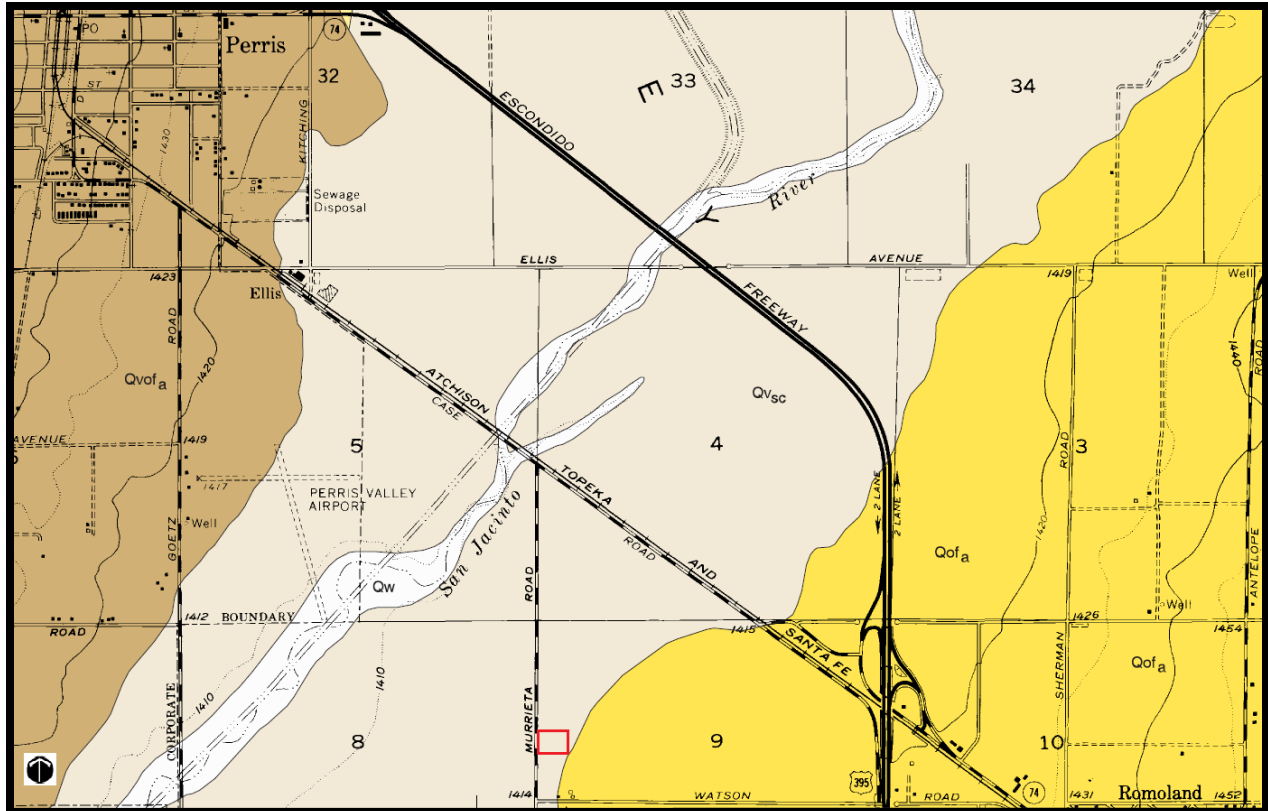 PO
Perris
74
32
33
34
E
ST
D
KITCHING
1430
ESCONDIDO
Sewage
Disposal
River
Y
ELLIS
AVENUE
1423
1419
Well
Ellis
FREEWAY
ROAD
1420
1440
ROAD
Qvofa
ATCHISON
CASE
Qvsc
AVENUE
1419
5
4
3
ROAD
1417
PERRIS VALLEY
AIRPORT
TOPEKA
2 LANE
2 LANE
Well
GOETZ
San Jacinto
ROAD
AND
1420
Qofa
ANTELOPE
Qw
ROAD
Well
1412
BOUNDARY
ROAD
1415
SANTA FE
1426
1454
Qofa
SHERMAN
CORPORATE
1410
1410
MURRIETA
8
9
10
395
1414
WATSON
ROAD
74
1431
Romoland
1452